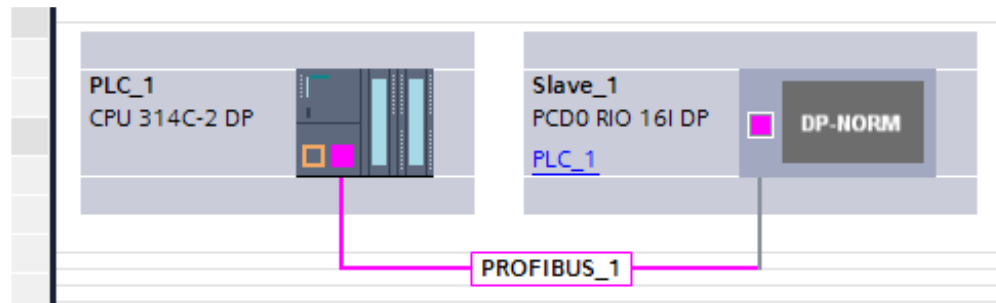 PLC_1
CPU 314C-2 DP
Slave_1
PCD0 RIO 16I DP
PLC_1
DP-NORM
PROFIBUS_1